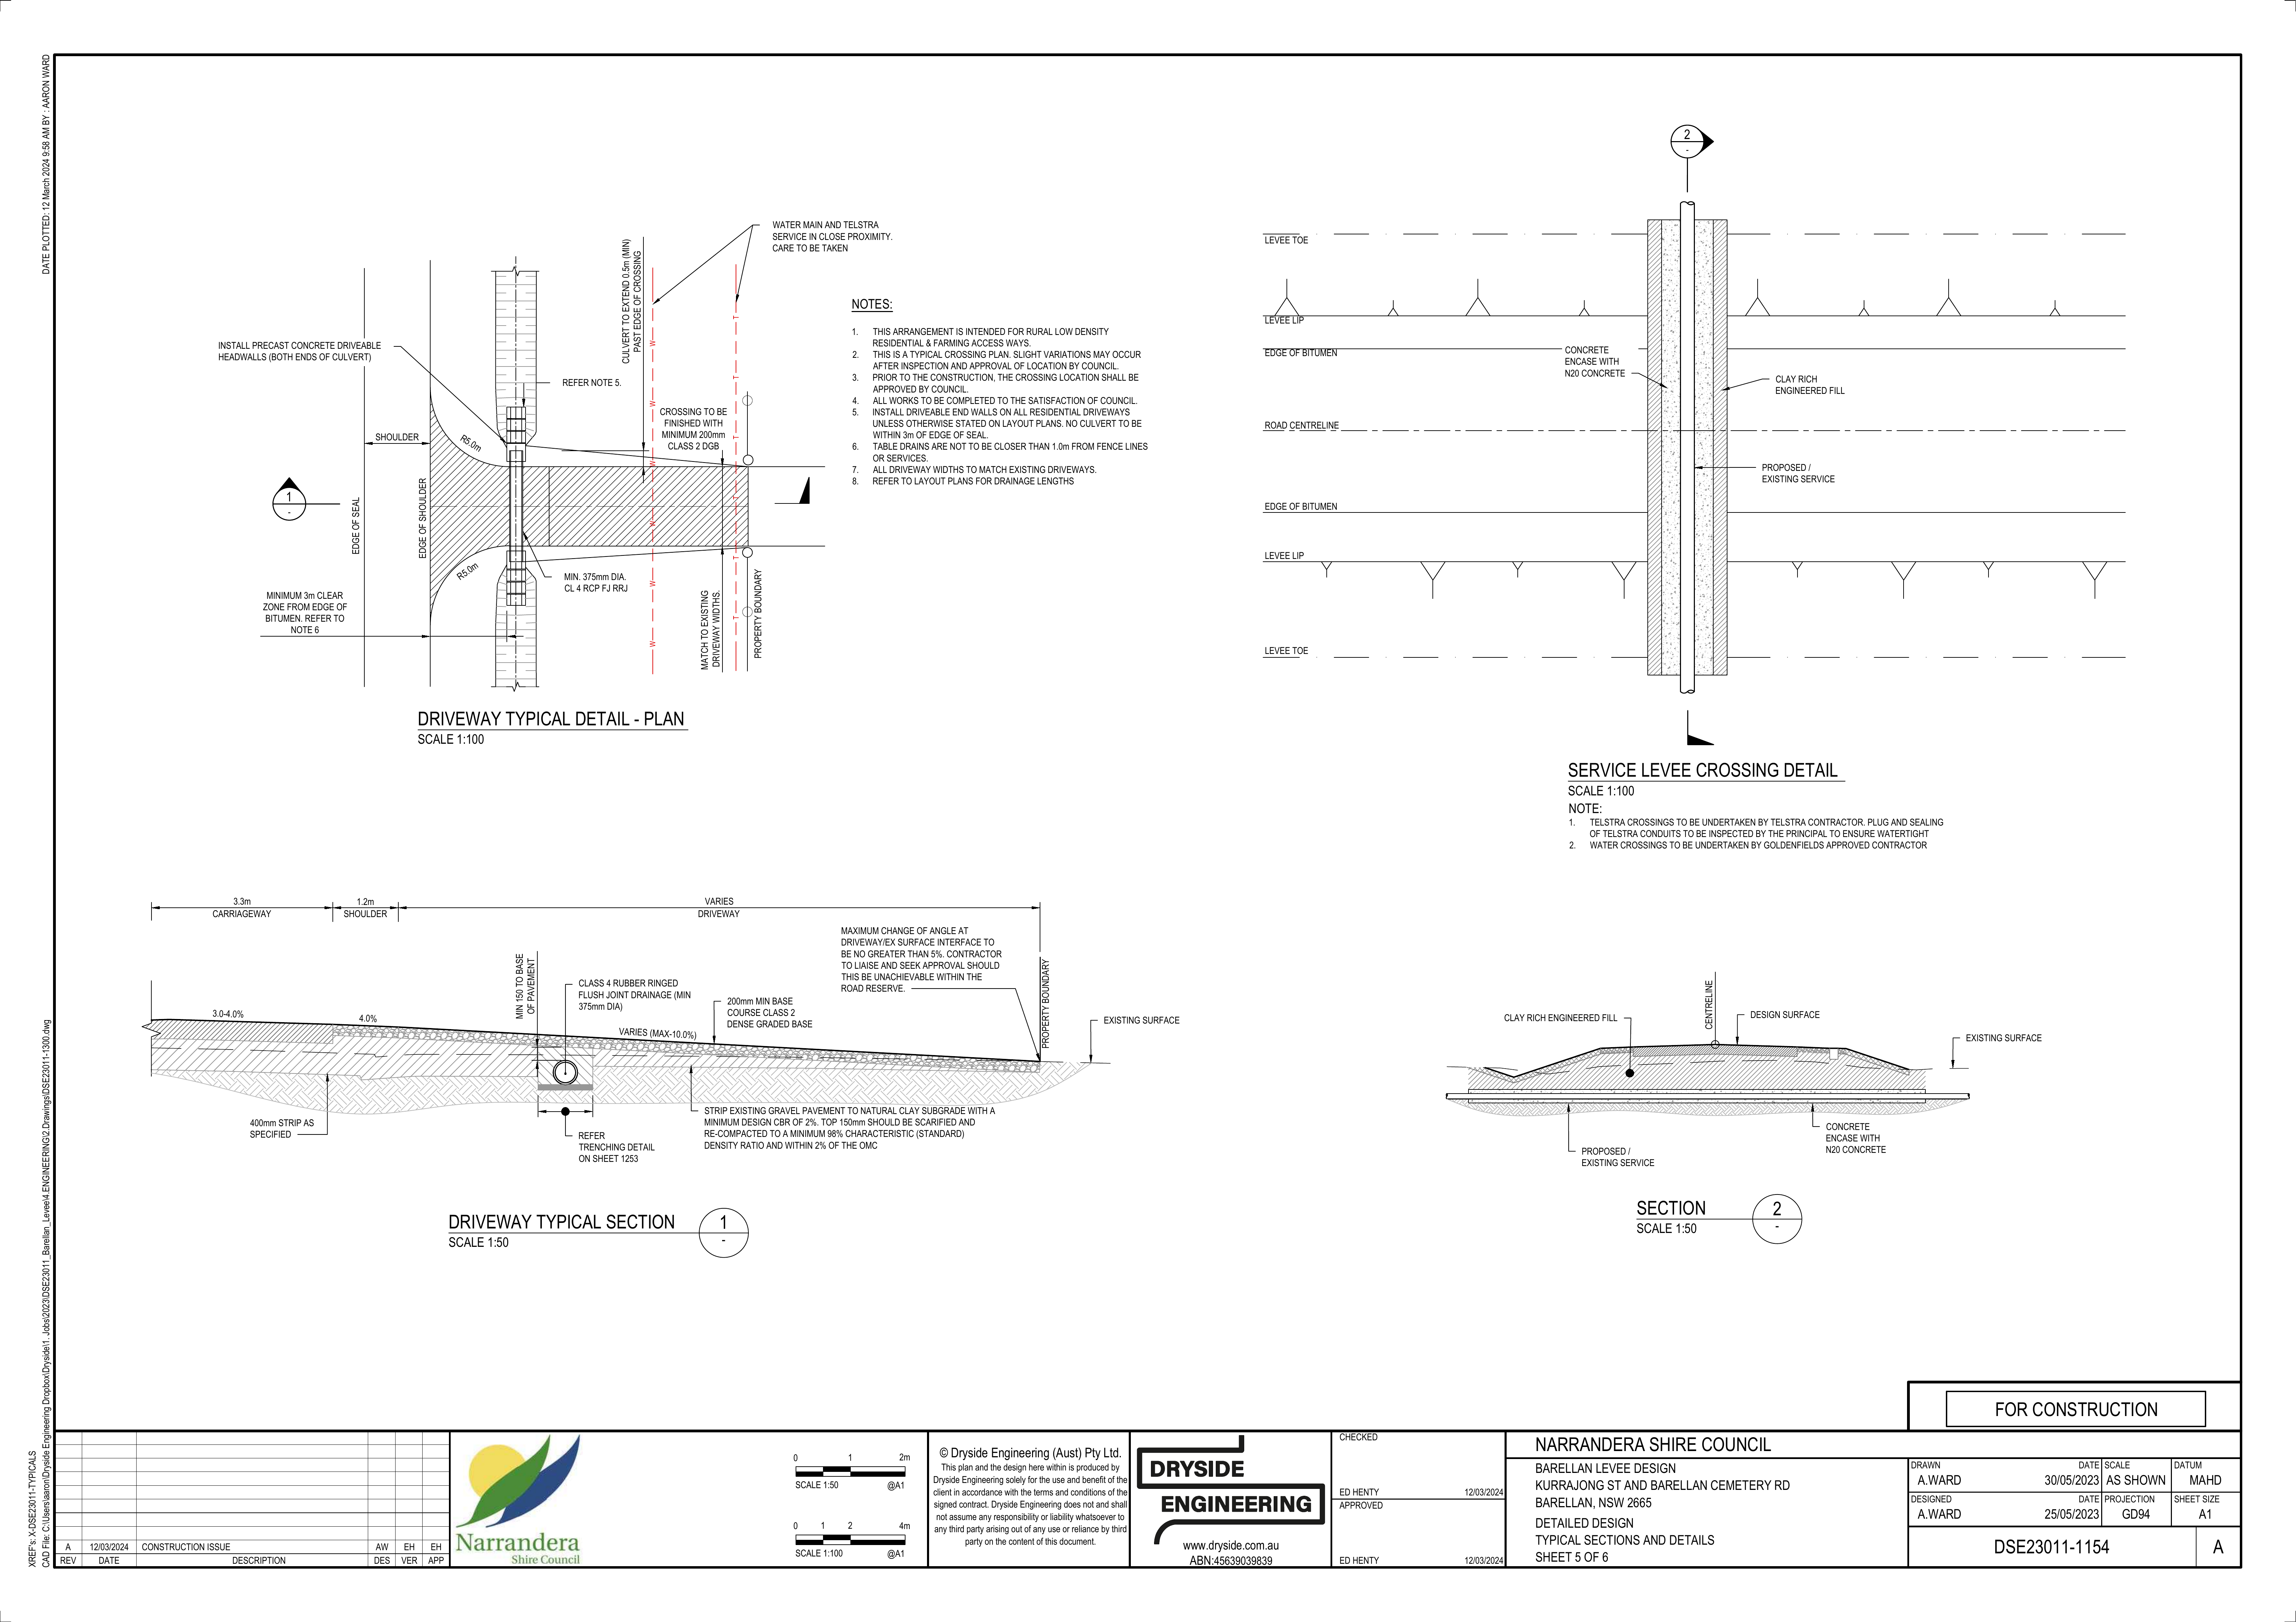 DATE PLOTTED: 12 March 2024 9:58 AM BY : AARON WARD
XREF's: X-DSE23011-TYPICALS
CAD File: C:\Users\aaron\Dryside Engineering Dropbox\Dryside\1. Jobs\2023\DSE23011_Barellan_Levee\4.ENGINEERING\2.Drawings\DSE23011-1300.dwg
WATER MAIN AND TELSTRA
SERVICE IN CLOSE PROXIMITY.
CARE TO BE TAKEN
CULVERT TO EXTEND 0.5m (MIN)
PAST EDGE OF CROSSING
INSTALL PRECAST CONCRETE DRIVEABLE
HEADWALLS (BOTH ENDS OF CULVERT)
REFER NOTE 5.
CROSSING TO BE
FINISHED WITH
MINIMUM 200mm
CLASS 2 DGB
SHOULDER
R5.0m
1
-
EDGE OF SEAL
EDGE OF SHOULDER
R5.0m
MIN. 375mm DIA.
CL 4 RCP FJ RRJ
MINIMUM 3m CLEAR
ZONE FROM EDGE OF
BITUMEN. REFER TO
NOTE 6
MATCH TO EXISTING
DRIVEWAY WIDTHS.
PROPERTY BOUNDARY
W
W
W
W
W
W
T
T
T
T
T
T
DRIVEWAY TYPICAL DETAIL - PLAN
SCALE 1:100
NOTES:
1. THIS ARRANGEMENT IS INTENDED FOR RURAL LOW DENSITY
RESIDENTIAL & FARMING ACCESS WAYS.
2. THIS IS A TYPICAL CROSSING PLAN. SLIGHT VARIATIONS MAY OCCUR
AFTER INSPECTION AND APPROVAL OF LOCATION BY COUNCIL.
3. PRIOR TO THE CONSTRUCTION, THE CROSSING LOCATION SHALL BE
APPROVED BY COUNCIL.
4. ALL WORKS TO BE COMPLETED TO THE SATISFACTION OF COUNCIL.
5. INSTALL DRIVEABLE END WALLS ON ALL RESIDENTIAL DRIVEWAYS
UNLESS OTHERWISE STATED ON LAYOUT PLANS. NO CULVERT TO BE
WITHIN 3m OF EDGE OF SEAL.
6. TABLE DRAINS ARE NOT TO BE CLOSER THAN 1.0m FROM FENCE LINES
OR SERVICES.
7. ALL DRIVEWAY WIDTHS TO MATCH EXISTING DRIVEWAYS.
8. REFER TO LAYOUT PLANS FOR DRAINAGE LENGTHS
2
-
LEVEE TOE
LEVEE LIP
EDGE OF BITUMEN
CONCRETE
ENCASE WITH
N20 CONCRETE
CLAY RICH
ENGINEERED FILL
ROAD CENTRELINE
PROPOSED /
EXISTING SERVICE
EDGE OF BITUMEN
LEVEE LIP
LEVEE TOE
SERVICE LEVEE CROSSING DETAIL
SCALE 1:100
NOTE:
1. TELSTRA CROSSINGS TO BE UNDERTAKEN BY TELSTRA CONTRACTOR. PLUG AND SEALING
OF TELSTRA CONDUITS TO BE INSPECTED BY THE PRINCIPAL TO ENSURE WATERTIGHT
2. WATER CROSSINGS TO BE UNDERTAKEN BY GOLDENFIELDS APPROVED CONTRACTOR
3.3m
CARRIAGEWAY
1.2m
SHOULDER
VARIES
DRIVEWAY
MAXIMUM CHANGE OF ANGLE AT
DRIVEWAY/EX SURFACE INTERFACE TO
BE NO GREATER THAN 5%. CONTRACTOR
TO LIAISE AND SEEK APPROVAL SHOULD
THIS BE UNACHIEVABLE WITHIN THE
ROAD RESERVE.
MIN 150 TO BASE
OF PAVEMENT
CLASS 4 RUBBER RINGED
FLUSH JOINT DRAINAGE (MIN
375mm DIA)
200mm MIN BASE
COURSE CLASS 2
DENSE GRADED BASE
PROPERTY BOUNDARY
EXISTING SURFACE
3.0-4.0%
4.0%
VARIES (MAX-10.0%)
400mm STRIP AS
SPECIFIED
REFER
TRENCHING DETAIL
ON SHEET 1253
STRIP EXISTING GRAVEL PAVEMENT TO NATURAL CLAY SUBGRADE WITH A
MINIMUM DESIGN CBR OF 2%. TOP 150mm SHOULD BE SCARIFIED AND
RE-COMPACTED TO A MINIMUM 98% CHARACTERISTIC (STANDARD)
DENSITY RATIO AND WITHIN 2% OF THE OMC
DRIVEWAY TYPICAL SECTION
SCALE 1:50
1
-
CENTRELINE
CLAY RICH ENGINEERED FILL
DESIGN SURFACE
EXISTING SURFACE
PROPOSED /
EXISTING SERVICE
CONCRETE
ENCASE WITH
N20 CONCRETE
SECTION
SCALE 1:50
2
-
FOR CONSTRUCTION
A 12/03/2024 CONSTRUCTION ISSUE AW EH EH
REV DATE DESCRIPTION DES VER APP
Narrandera
Shire Council
0 1 2m
SCALE 1:50 @A1
0 1 2 4m
SCALE 1:100 @A1
© Dryside Engineering (Aust) Pty Ltd.
This plan and the design here within is produced by
Dryside Engineering solely for the use and benefit of the
client in accordance with the terms and conditions of the
signed contract. Dryside Engineering does not and shall
not assume any responsibility or liability whatsoever to
any third party arising out of any use or reliance by third
party on the content of this document.
DRYSIDE
ENGINEERING
www.dryside.com.au
ABN:45639039839
CHECKED
ED HENTY 12/03/2024
APPROVED
ED HENTY 12/03/2024
NARRANDERA SHIRE COUNCIL
BARELLAN LEVEE DESIGN
KURRAJONG ST AND BARELLAN CEMETERY RD
BARELLAN, NSW 2665
DETAILED DESIGN
TYPICAL SECTIONS AND DETAILS
SHEET 5 OF 6
DRAWN DATE SCALE DATUM
A.WARD 30/05/2023 AS SHOWN MAHD
DESIGNED DATE PROJECTION SHEET SIZE
A.WARD 25/05/2023 GD94 A1
DSE23011-1154 A